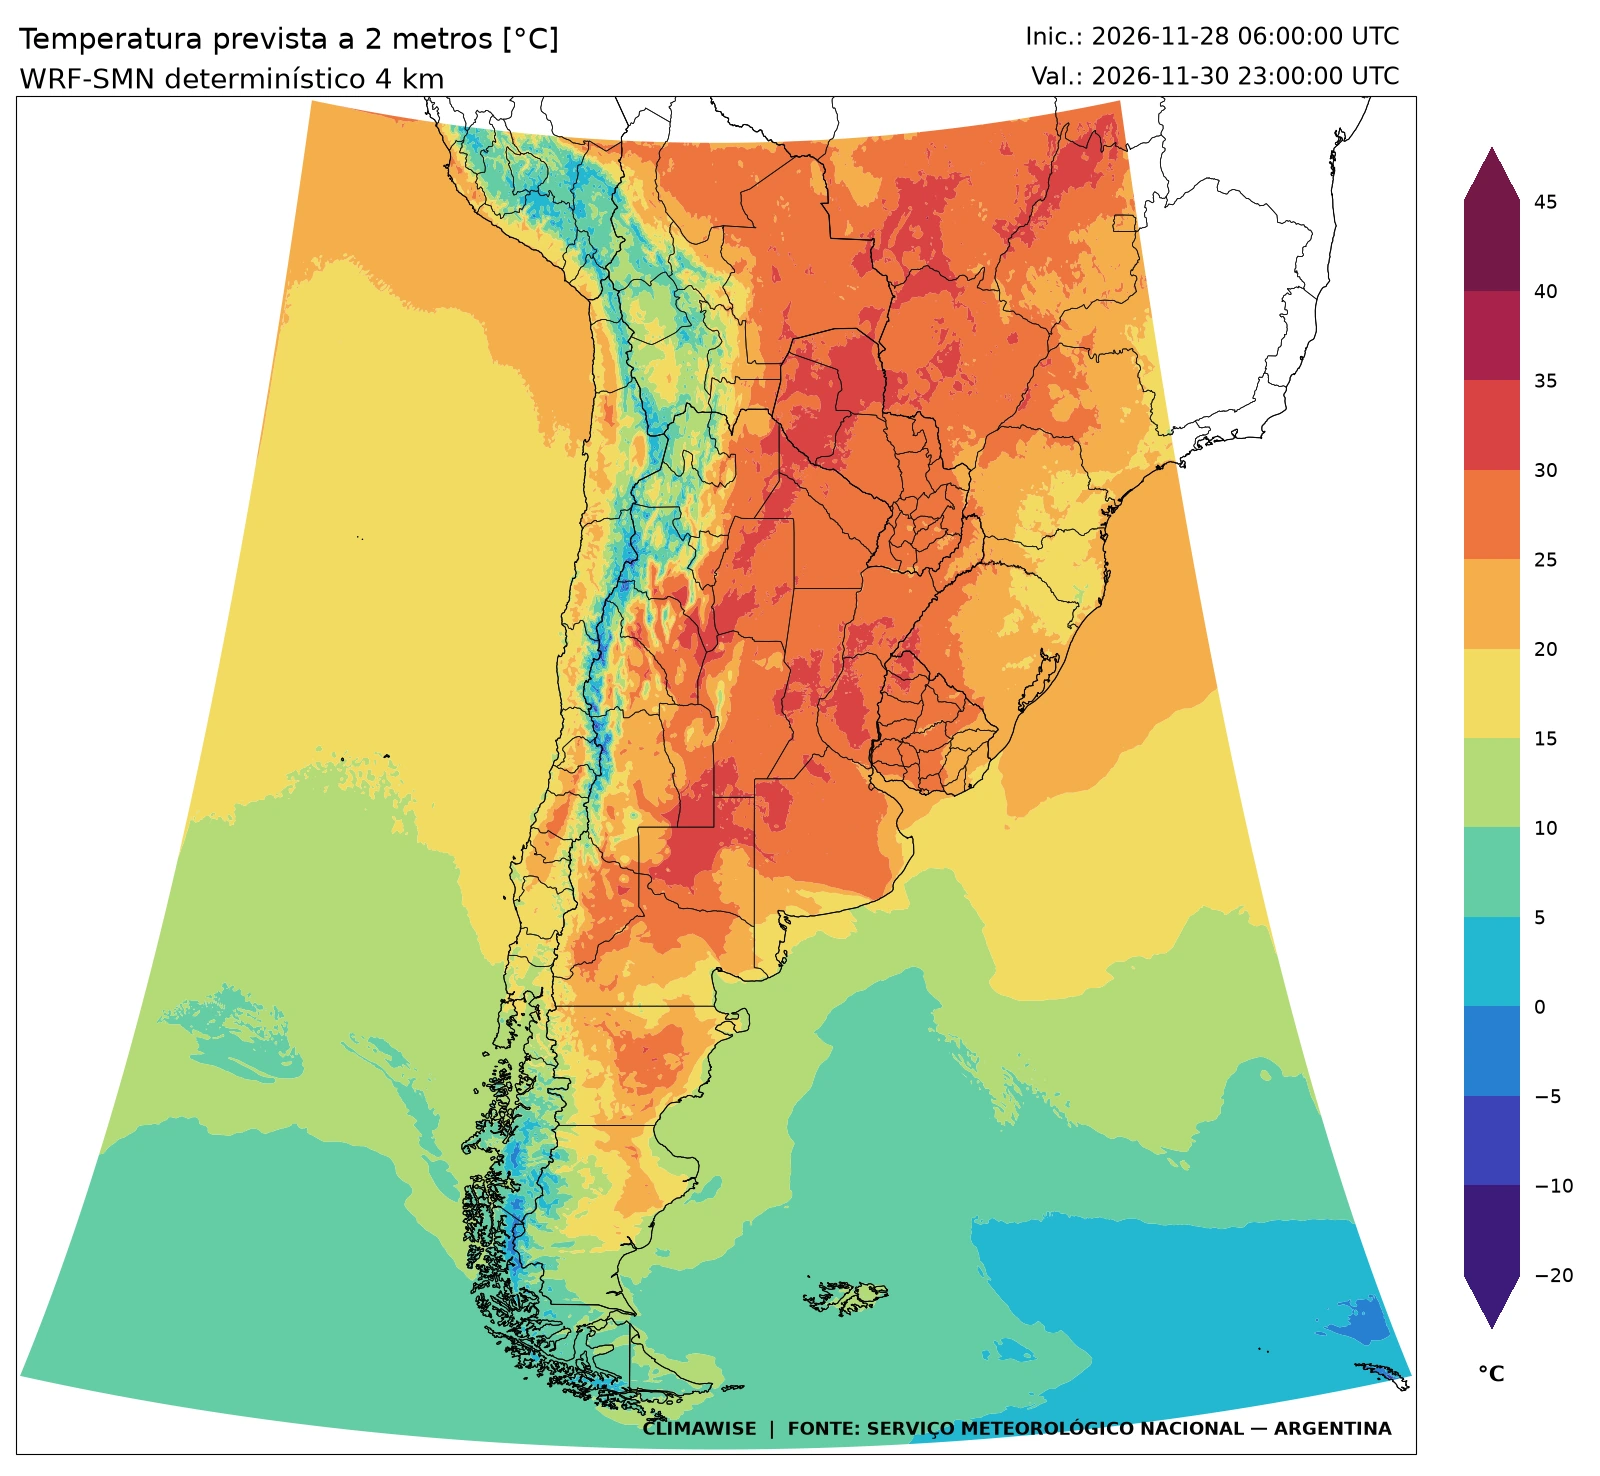 Temperatura prevista a 2 metros [°C]
WRF-SMN determinístico 4 km
Inic.: 2026-11-28 06:00:00 UTC
Val.: 2026-11-30 23:00:00 UTC
45
40
35
30
25
20
15
10
5
0
−5
−10
−20
°C
CLIMAWISE | FONTE: SERVIÇO METEOROLÓGICO NACIONAL — ARGENTINA